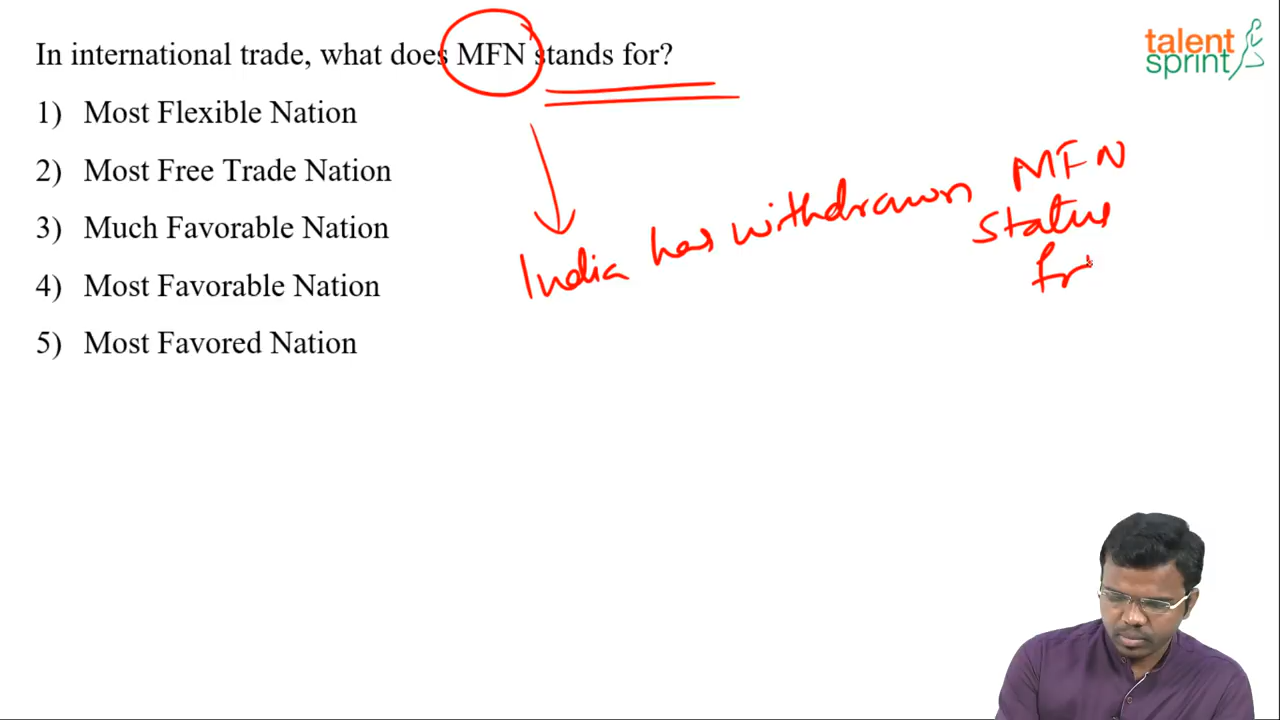 In international trade, what does MFN stands for?
talent
sprint
1) Most Flexible Nation
2) Most Free Trade Nation
3) Much Favorable Nation
4) Most Favorable Nation
5) Most Favored Nation
India has withdrawn MFN
Status
fr